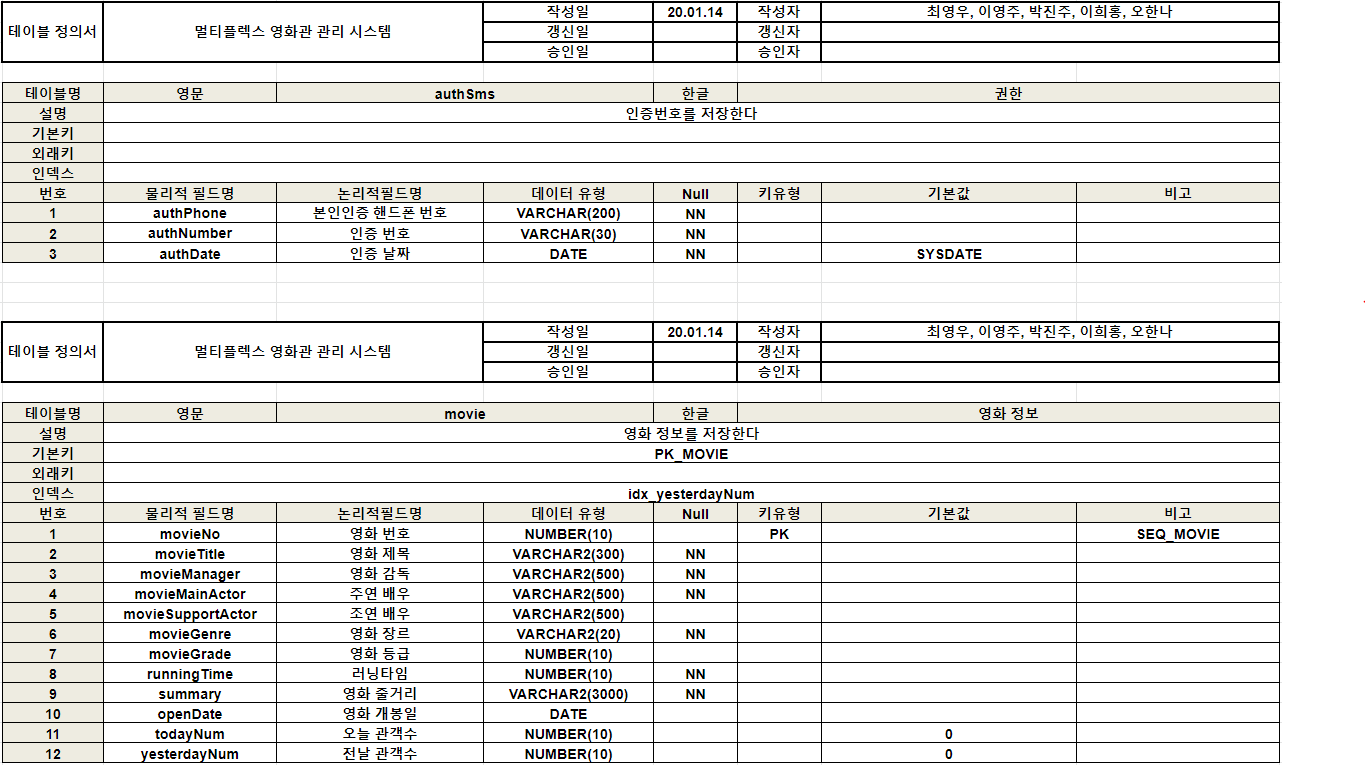 테이블 정의서 멀티플렉스 영화관 관리 시스템 작성일 20.01.14 작성자 최영우, 이영주, 박진주, 이희홍, 오한나
갱신일 갱신자
승인일 승인자
테이블명 영문 authSms 한글 권한
설명 인증번호를 저장한다
기본키
외래키
인덱스
번호 물리적 필드명 논리적필드명 데이터 유형 Null 키유형 기본값 비고
1 authPhone 본인인증 핸드폰 번호 VARCHAR(200) NN
2 authNumber 인증 번호 VARCHAR(30) NN
3 authDate 인증 날짜 DATE NN SYSDATE
테이블 정의서 멀티플렉스 영화관 관리 시스템 작성일 20.01.14 작성자 최영우, 이영주, 박진주, 이희홍, 오한나
갱신일 갱신자
승인일 승인자
테이블명 영문 movie 한글 영화 정보
설명 영화 정보를 저장한다
기본키 PK_MOVIE
외래키
인덱스 idx_yesterdayNum
번호 물리적 필드명 논리적필드명 데이터 유형 Null 키유형 기본값 비고
1 movieNo 영화 번호 NUMBER(10) PK SEQ_MOVIE
2 movieTitle 영화 제목 VARCHAR2(300) NN
3 movieManager 영화 감독 VARCHAR2(500) NN
4 movieMainActor 주연 배우 VARCHAR2(500) NN
5 movieSupportActor 조연 배우 VARCHAR2(500)
6 movieGenre 영화 장르 VARCHAR2(20) NN
7 movieGrade 영화 등급 NUMBER(10)
8 runningTime 러닝타임 NUMBER(10) NN
9 summary 영화 줄거리 VARCHAR2(3000) NN
10 openDate 영화 개봉일 DATE
11 todayNum 오늘 관객수 NUMBER(10) 0
12 yesterdayNum 전날 관객수 NUMBER(10) 0